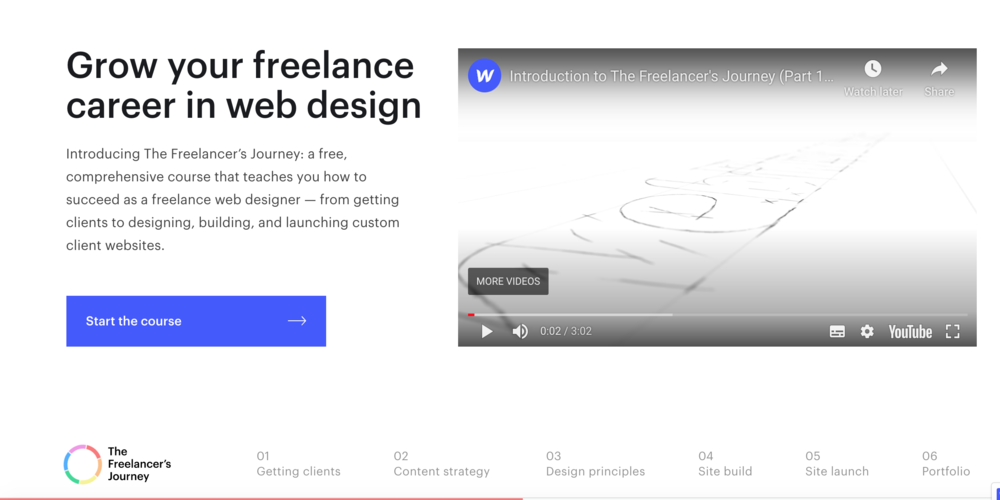 Grow your freelance
career in web design
Introducing The Freelancer’s Journey: a free,
comprehensive course that teaches you how to
succeed as a freelance web designer — from getting
clients to designing, building, and launching custom
client websites.
Start the course
Introduction to The Freelancer's Journey (Part 1...
Watch later
Share
MORE VIDEOS
0:02 / 3:02
YouTube
The
Freelancer’s
Journey
01
Getting clients
02
Content strategy
03
Design principles
04
Site build
05
Site launch
06
Portfolio